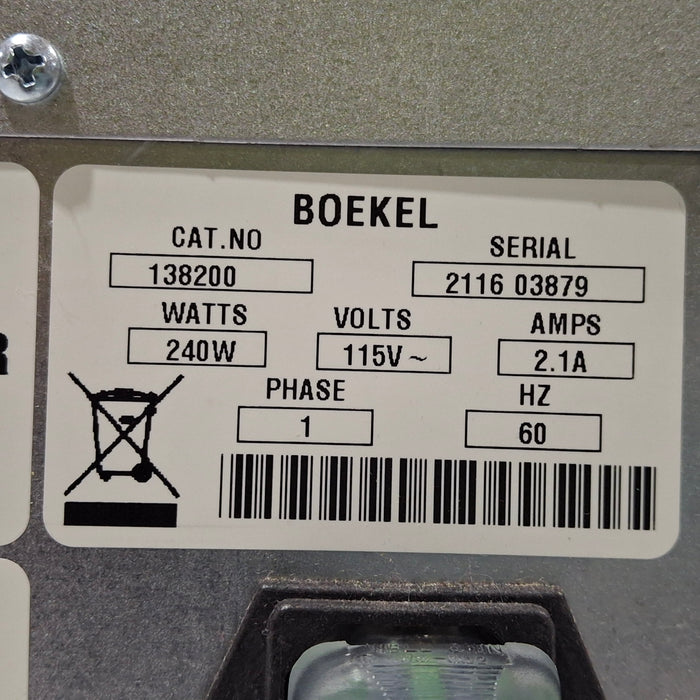 BOEKEL
CAT.NO SERIAL
138200 2116 03879
WATTS VOLTS AMPS
240W 115V ~ 2.1A
PHASE HZ
1 60
R